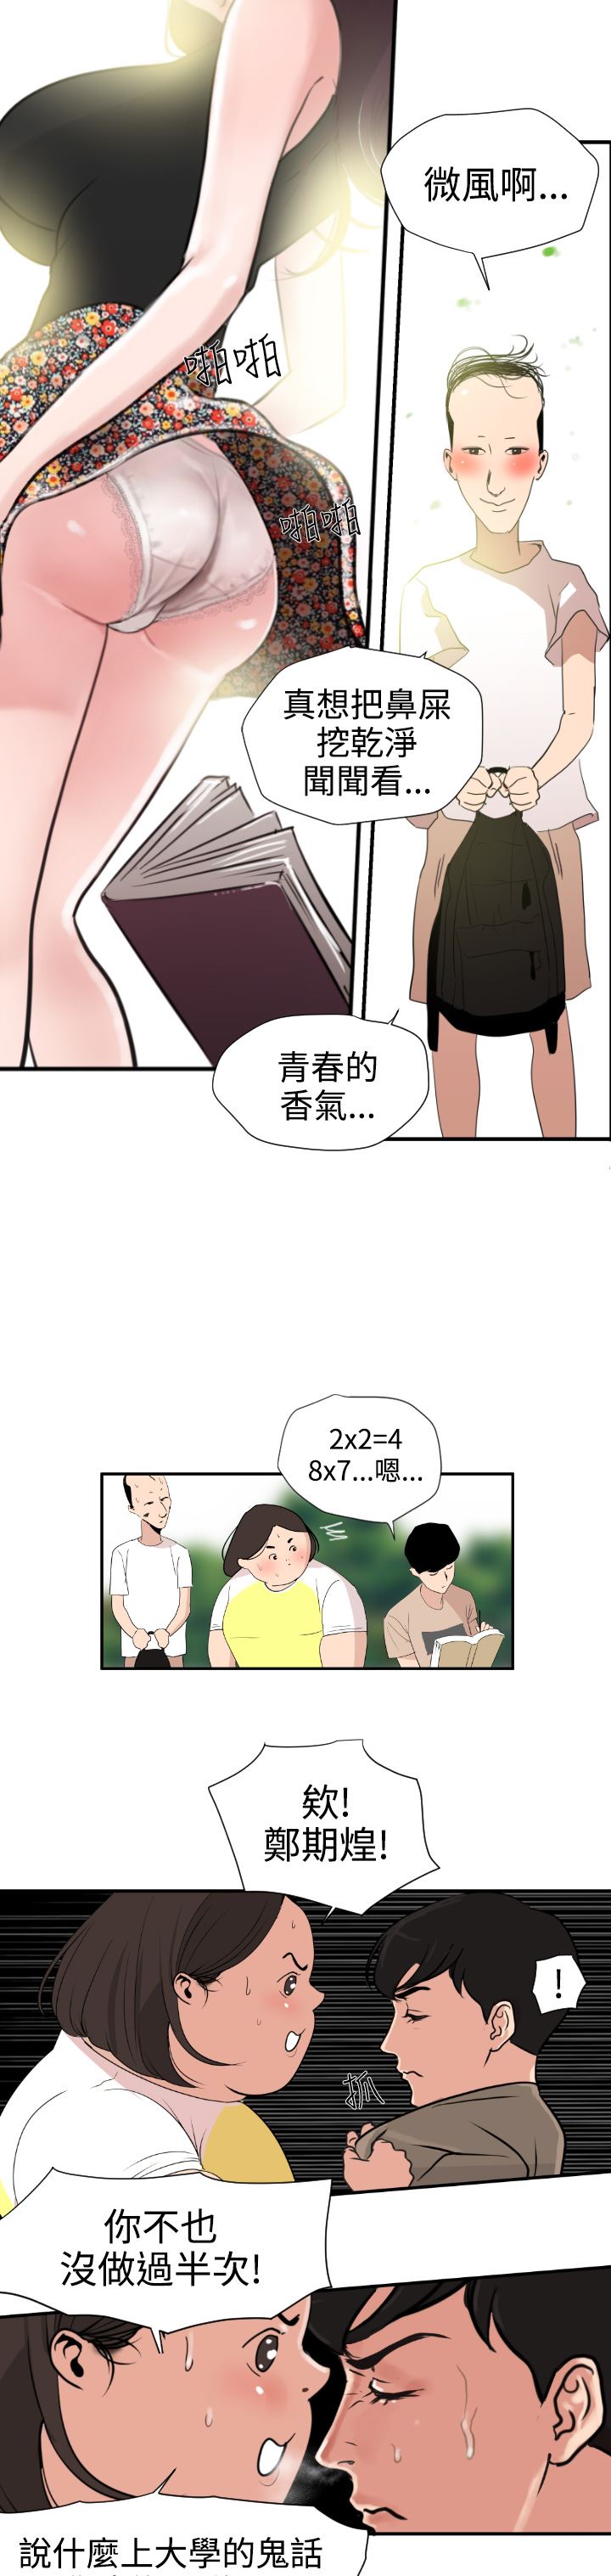 微風啊...
啪啪
啪啪
真想把鼻屎
挖乾淨
聞聞看...
青春的
香氣...
2x2=4
8x7...嗯...
欸!
鄭期煌!
!
抓
你不也
沒做過半次!
說什麼上大學的鬼話